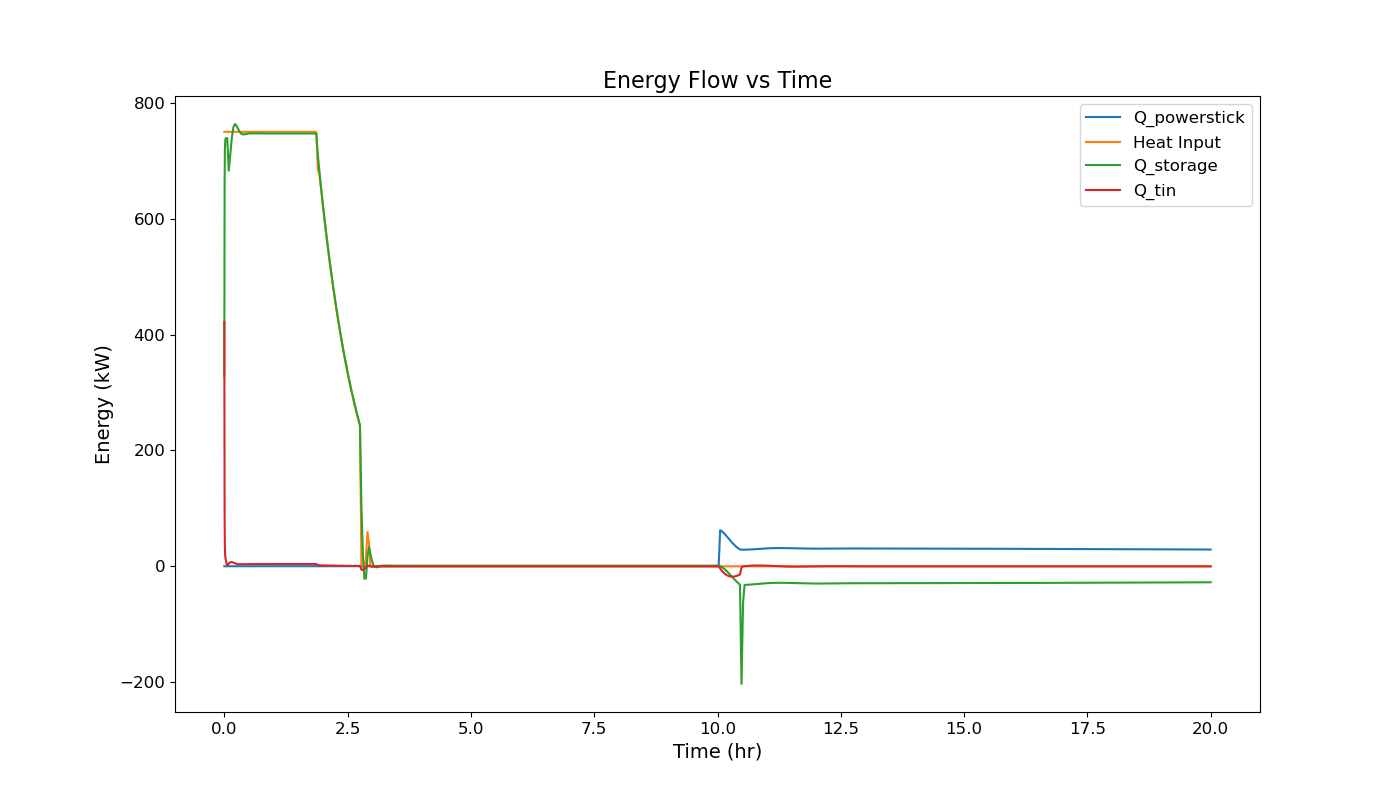 Energy Flow vs Time
Q_powerstick
Heat Input
Q_storage
Q_tin
Energy (kW)
800
600
400
200
0
−200
0.0 2.5 5.0 7.5 10.0 12.5 15.0 17.5 20.0
Time (hr)